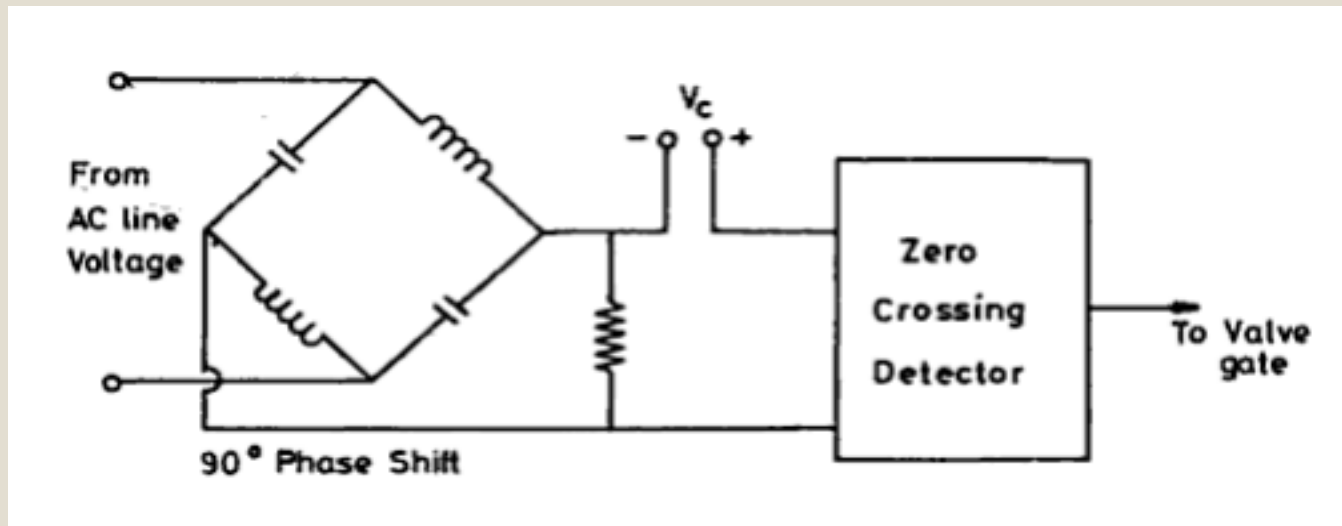 From
AC line
Voltage
Vc
- +
Zero
Crossing
Detector
To Valve
gate
90° Phase Shift